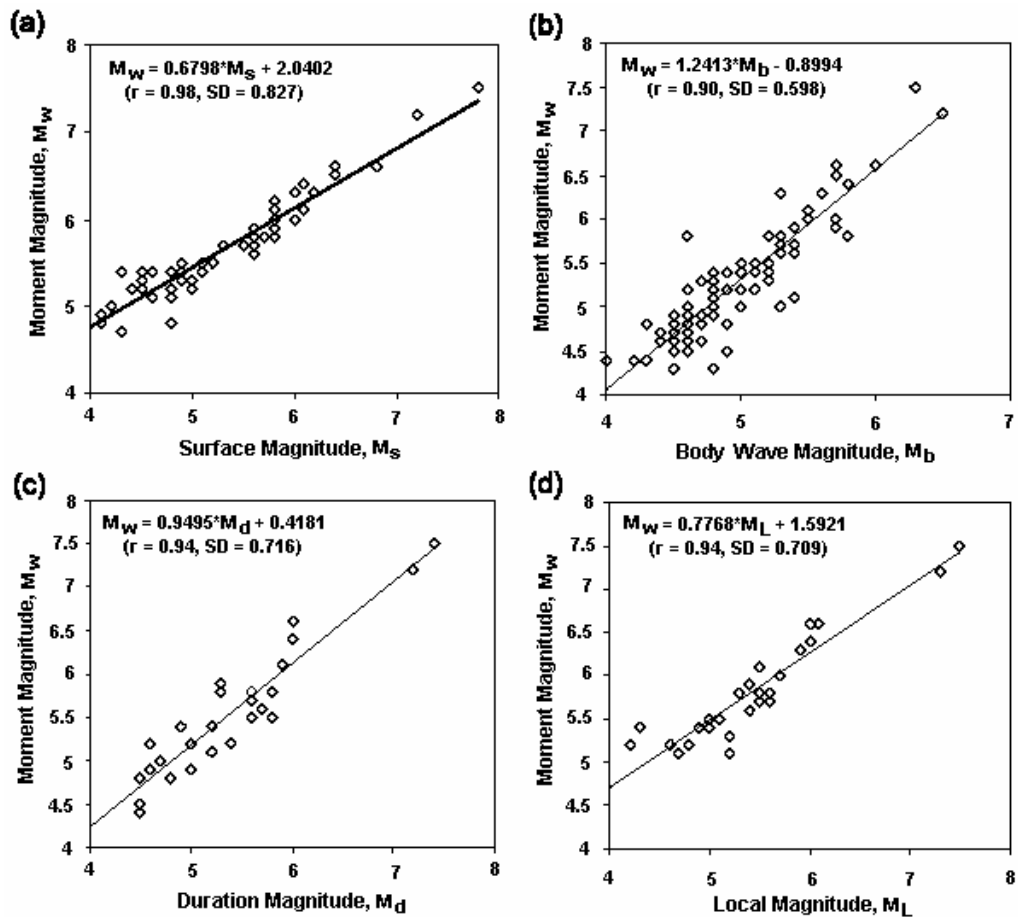 (a)
Mw = 0.6798*Ms + 2.0402
(r = 0.98, SD = 0.827)
Moment Magnitude, Mw
8
7
6
5
4
4 5 6 7 8
Surface Magnitude, Ms
(b)
Mw = 1.2413*Mb - 0.8994
(r = 0.90, SD = 0.598)
Moment Magnitude, Mw
8
7.5
7
6.5
6
5.5
5
4.5
4
4 5 6 7
Body Wave Magnitude, Mb
(c)
Mw = 0.9495*Md + 0.4181
(r = 0.94, SD = 0.716)
Moment Magnitude, Mw
8
7.5
7
6.5
6
5.5
5
4.5
4
4 5 6 7 8
Duration Magnitude, Md
(d)
Mw = 0.7768*ML + 1.5921
(r = 0.94, SD = 0.709)
Moment Magnitude, Mw
8
7.5
7
6.5
6
5.5
5
4.5
4
4 5 6 7 8
Local Magnitude, ML